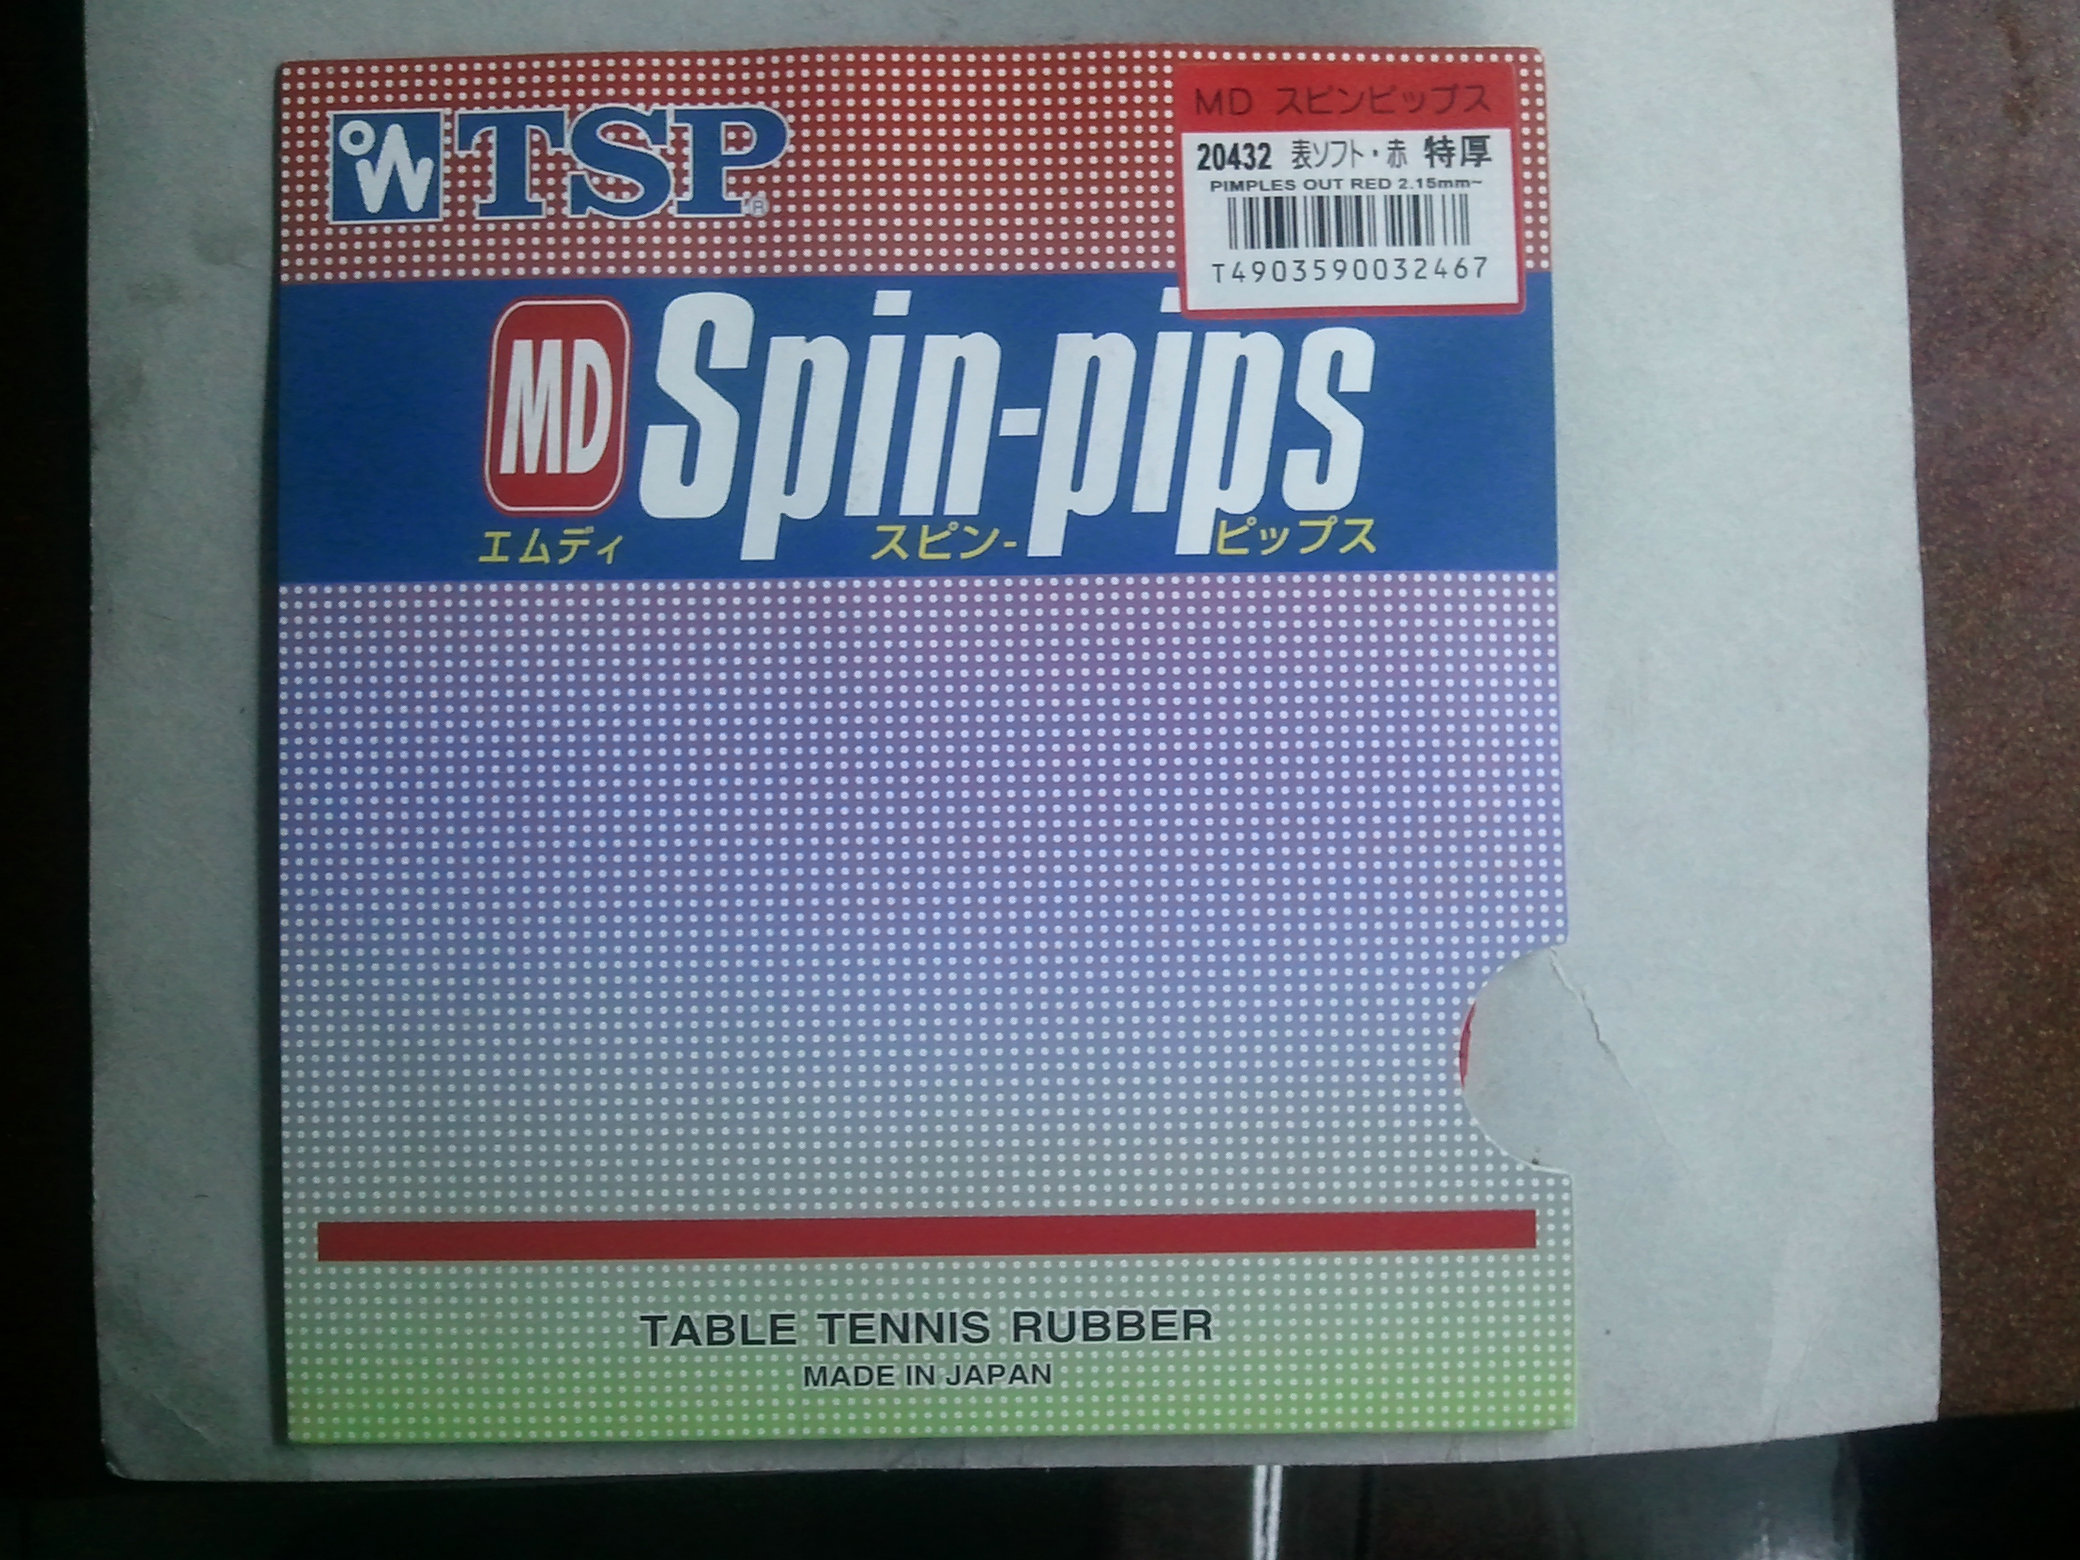 TSP®
MD スピンピップス
20432 表ソフト・赤 特厚
PIMPLES OUT RED 2.15mm~
T4903590032467
MD Spin-pips
エムディ スピン-ピップス
TABLE TENNIS RUBBER
MADE IN JAPAN